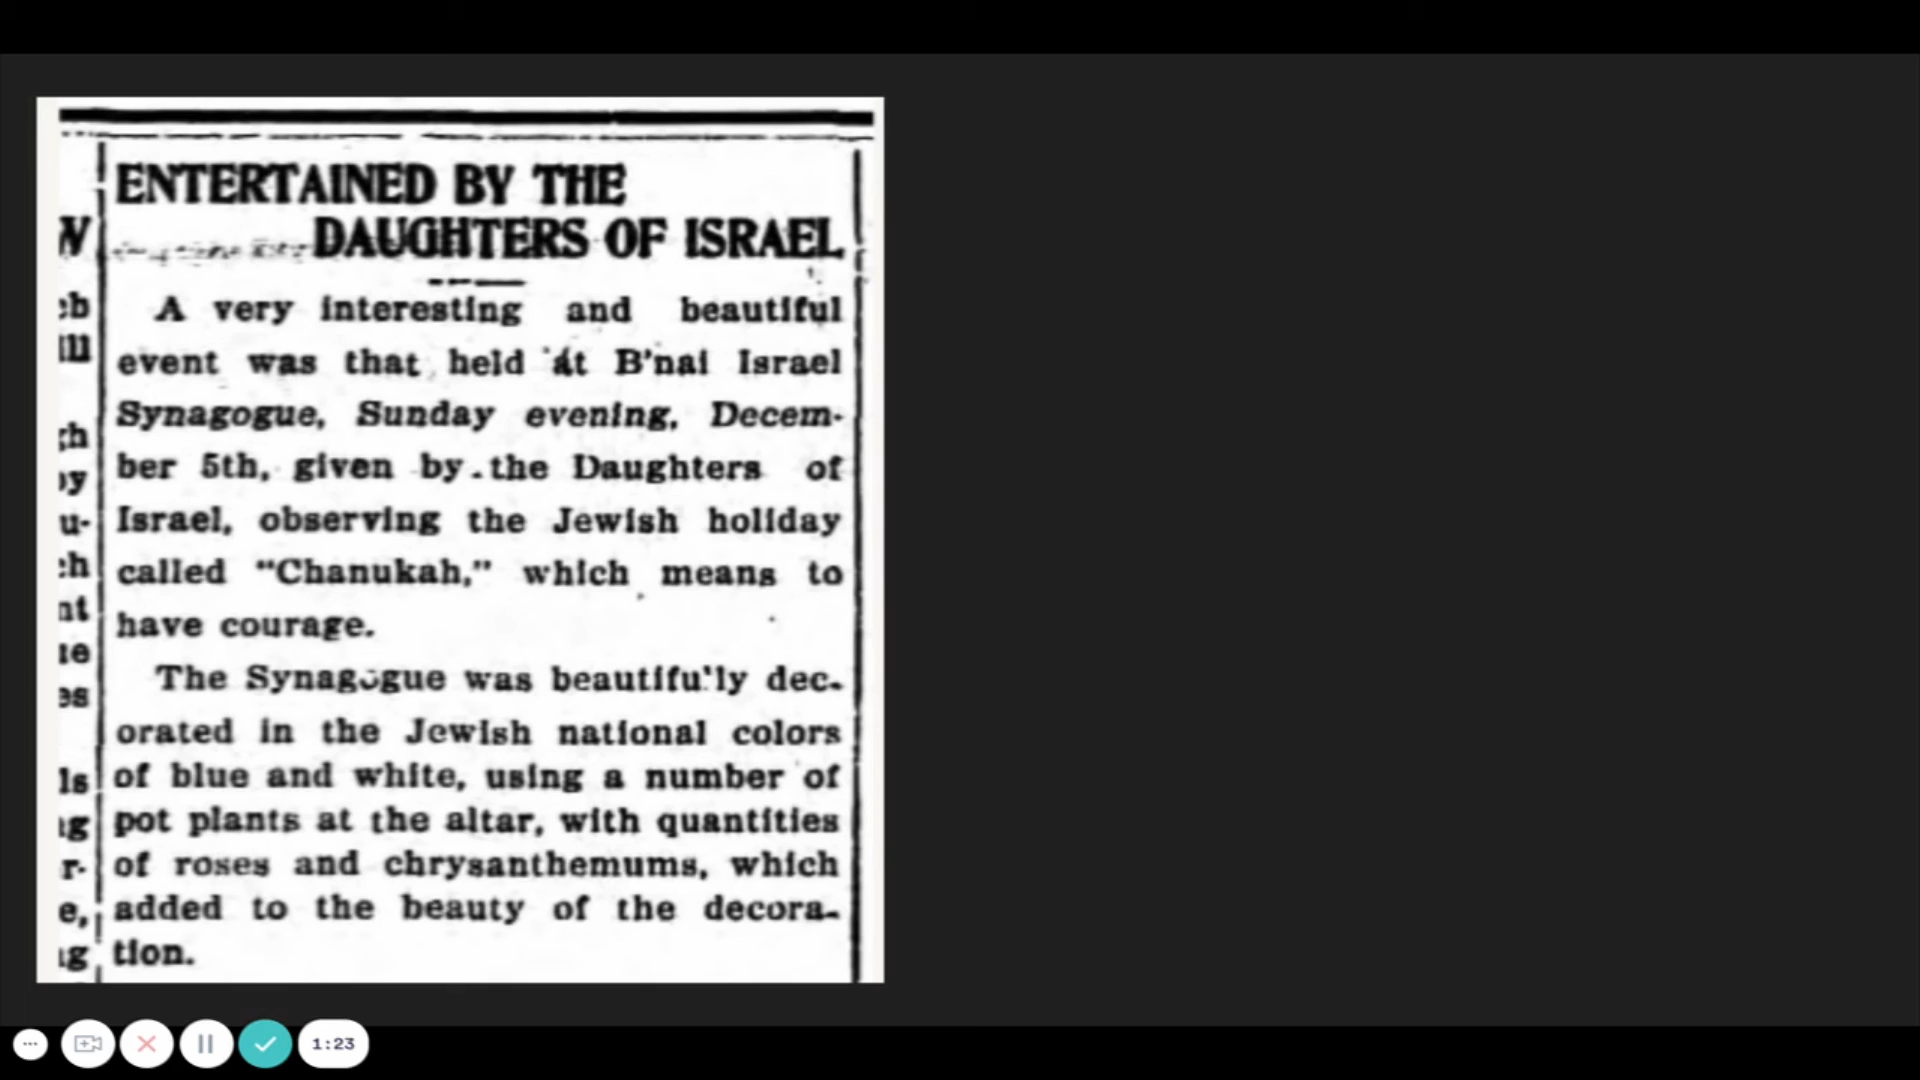 ENTERTAINED BY THE
DAUGHTERS OF ISRAEL
A very interesting and beautiful
event was that held at B'nai Israel
Synagogue, Sunday evening, Decem-
ber 5th, given by the Daughters of
Israel, observing the Jewish holiday
called "Chanukah," which means to
have courage.
The Synagogue was beautifully dec-
orated in the Jewish national colors
of blue and white, using a number of
pot plants at the altar, with quantities
of roses and chrysanthemums, which
added to the beauty of the decora-
tion.
1:23